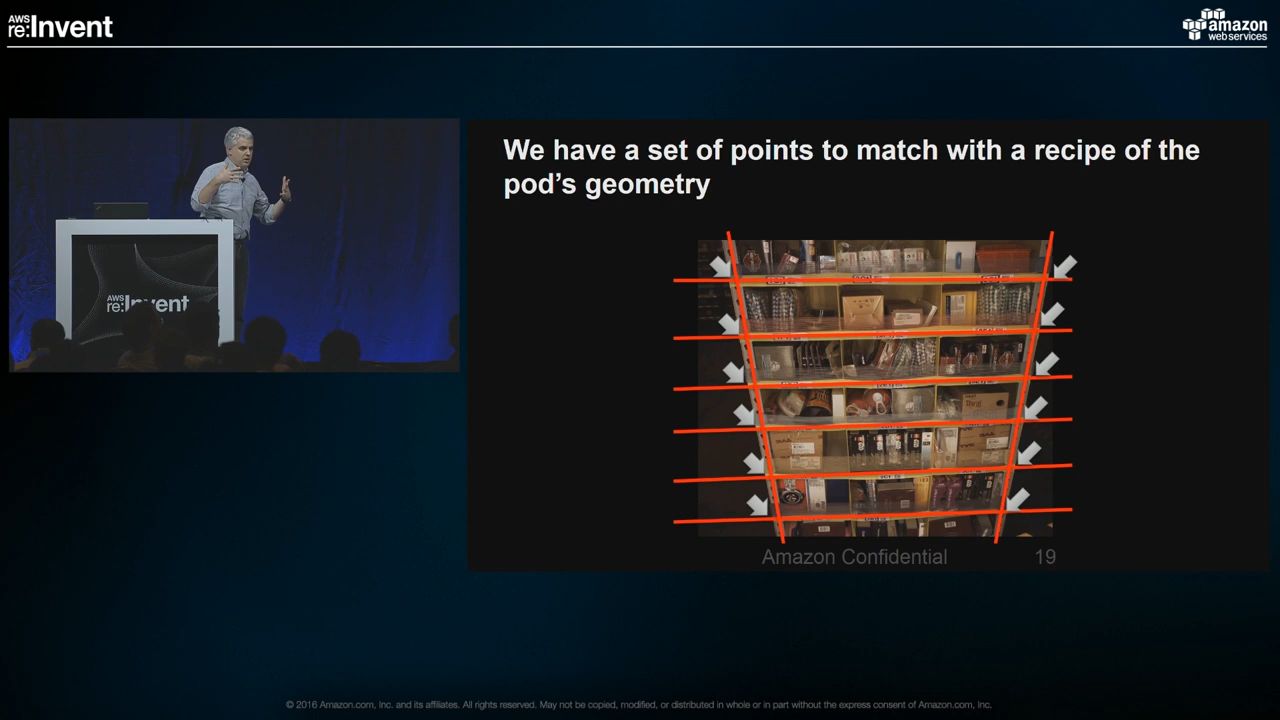 AWS
re:Invent
amazon
web services
We have a set of points to match with a recipe of the
pod's geometry
AWS
re:Invent
Amazon Confidential
19
© 2016 Amazon.com, Inc. and its affiliates. All rights reserved. May not be copied, modified, or distributed in whole or in part without the express consent of Amazon.com, Inc.